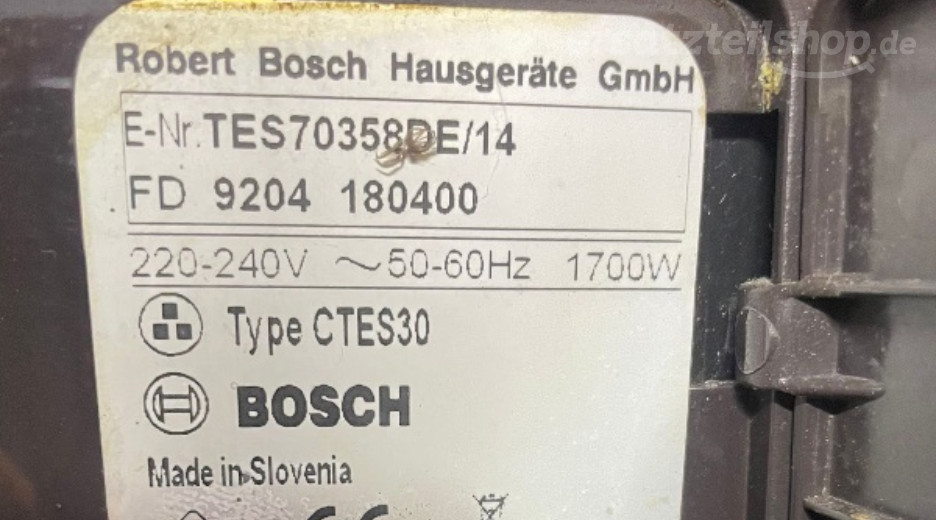 Robert Bosch Hausgeräte GmbH
E-Nr. TES70358DE/14
FD 9204 180400
220-240V ~ 50-60Hz 1700W
Type CTES30
BOSCH
Made in Slovenia
CE